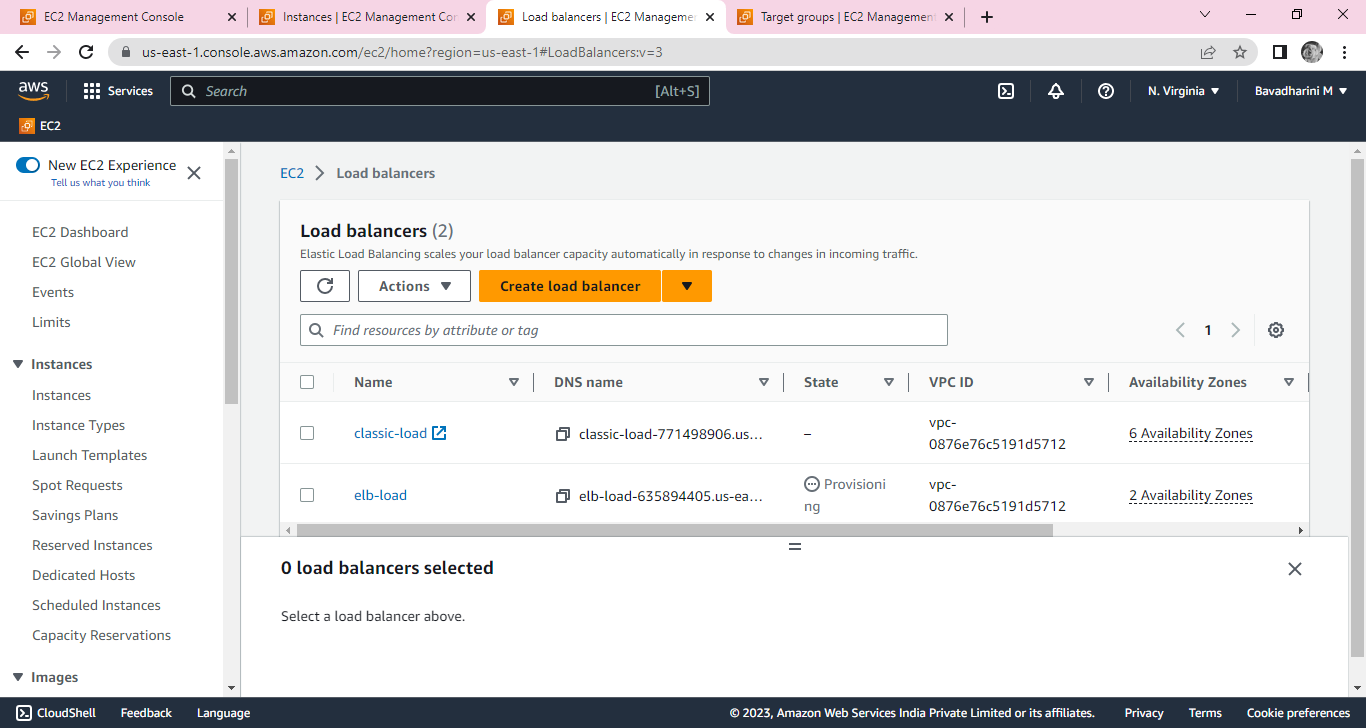 EC2 Management Console
Instances | EC2 Management Con
Load balancers | EC2 Managemen
Target groups | EC2 Management
us-east-1.console.aws.amazon.com/ec2/home?region=us-east-1#LoadBalancers:v=3
aws
Services
Search
[Alt+S]
N. Virginia
Bavadharini M
EC2
New EC2 Experience
Tell us what you think
EC2 Dashboard
EC2 Global View
Events
Limits
Instances
Instances
Instance Types
Launch Templates
Spot Requests
Savings Plans
Reserved Instances
Dedicated Hosts
Scheduled Instances
Capacity Reservations
Images
EC2 > Load balancers
Load balancers (2)
Elastic Load Balancing scales your load balancer capacity automatically in response to changes in incoming traffic.
Actions
Create load balancer
Find resources by attribute or tag
1
Name DNS name State VPC ID Availability Zones
classic-load classic-load-771498906.us... – vpc-0876e76c5191d5712 6 Availability Zones
elb-load elb-load-635894405.us-ea... Provisioning vpc-0876e76c5191d5712 2 Availability Zones
0 load balancers selected
Select a load balancer above.
CloudShell Feedback Language
© 2023, Amazon Web Services India Private Limited or its affiliates. Privacy Terms Cookie preferences